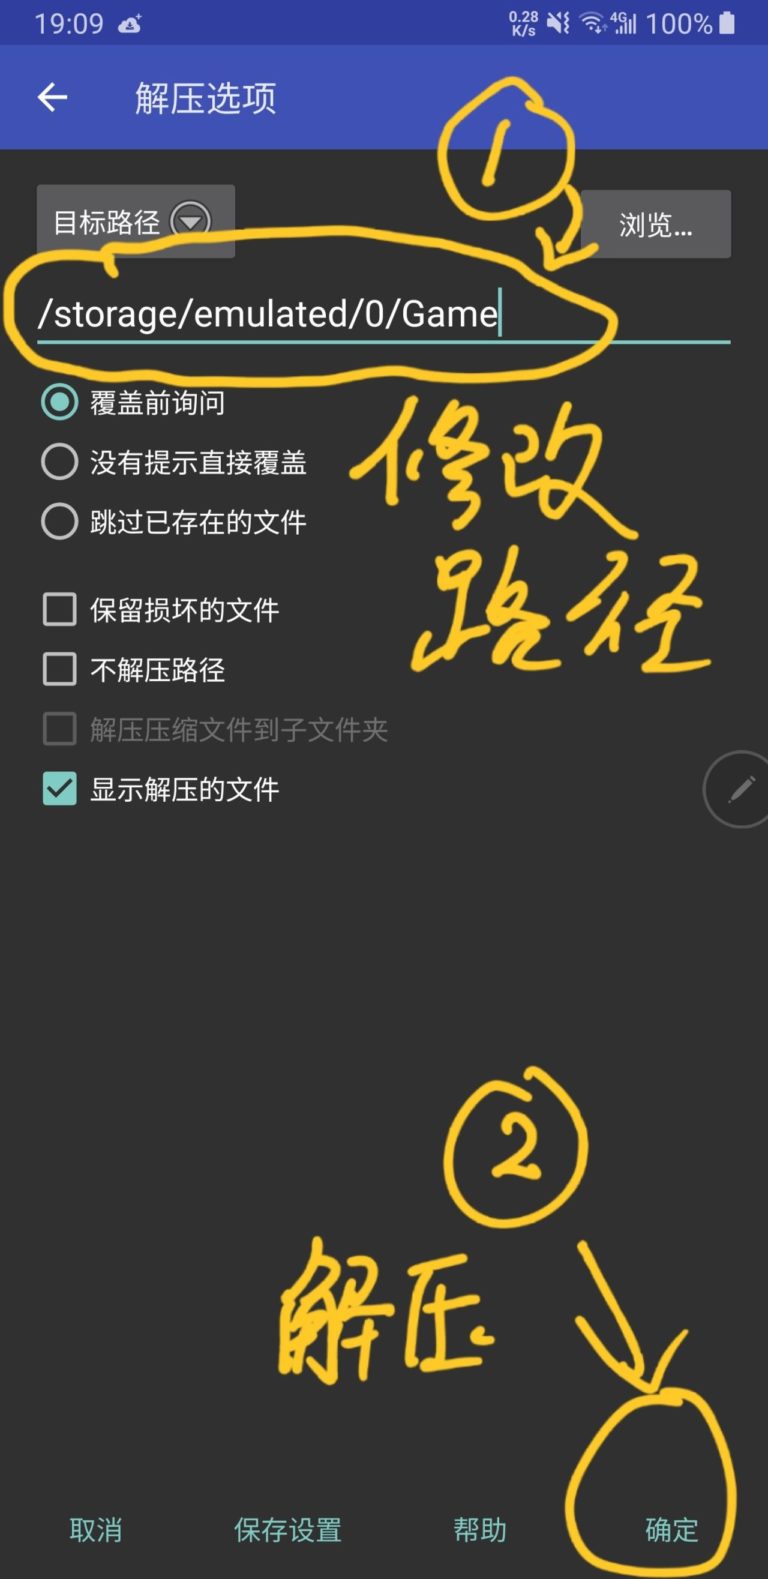 19:09 0.28 K/s 4G 100%
解压选项
1
目标路径 浏览...
/storage/emulated/0/Game
覆盖前询问
没有提示直接覆盖
跳过已存在的文件
修改
路径
保留损坏的文件
不解压路径
解压压缩文件到子文件夹
显示解压的文件
2
解压
取消 保存设置 帮助 确定